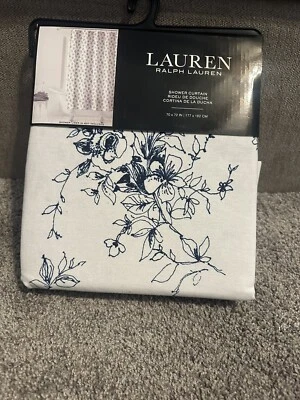 LAUREN
RALPH LAUREN
SHOWER CURTAIN
RIDEAU DE DOUCHE
CORTINA DE LA DUCHA